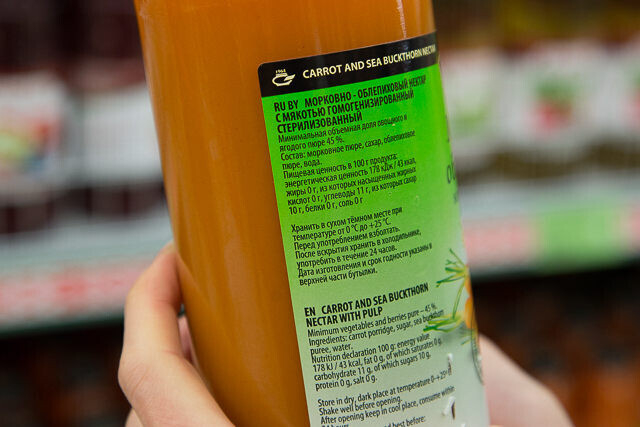 1964
CARROT AND SEA BUCKTHORN NECTAR
RU BY МОРКОВНО - ОБЛЕПИХОВЫЙ НЕКТАР
С МЯКОТЬЮ ГОМОГЕНИЗИРОВАННЫЙ
СТЕРИЛИЗОВАННЫЙ
Минимальная объемная доля овощного и
ягодного пюре 45 %.
Состав: морковное пюре, сахар, облепиховое
пюре, вода.
Пищевая ценность в 100 г продукта:
энергетическая ценность 178 кДж / 43 ккал,
жиры 0 г, из которых насыщенных жирных
кислот 0 г, углеводы 11 г, из которых сахар
10 г, белки 0 г, соль 0 г
Хранить в сухом тёмном месте при
температуре от 0 °C до +25 °C.
Перед употреблением взболтать.
После вскрытия хранить в холодильнике,
употребить в течение 24 часов.
Дата изготовления и срок годности указаны в
верхней части бутылки.
EN CARROT AND SEA BUCKTHORN
NECTAR WITH PULP
Minimum vegetables and berries pure – 45 %.
Ingredients: carrot porridge, sugar, sea buckthorn
puree, water.
Nutrition declaration 100 g: energy value
178 kJ / 43 kcal, fat 0 g, of which saturates 0 g,
carbohydrate 11 g, of which sugars 10 g,
protein 0 g, salt 0 g.
Store in dry, dark place at temperature 0-+25°
Shake well before opening.
After opening keep in cool place, consume within
best before: